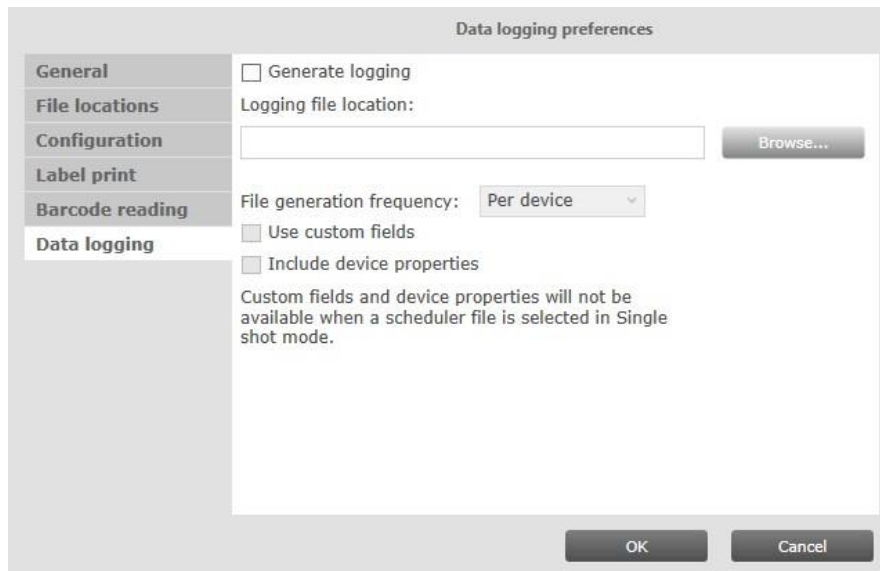 Data logging preferences
General
File locations
Configuration
Label print
Barcode reading
Data logging
Generate logging
Logging file location:
Browse...
File generation frequency: Per device
Use custom fields
Include device properties
Custom fields and device properties will not be
available when a scheduler file is selected in Single
shot mode.
OK
Cancel